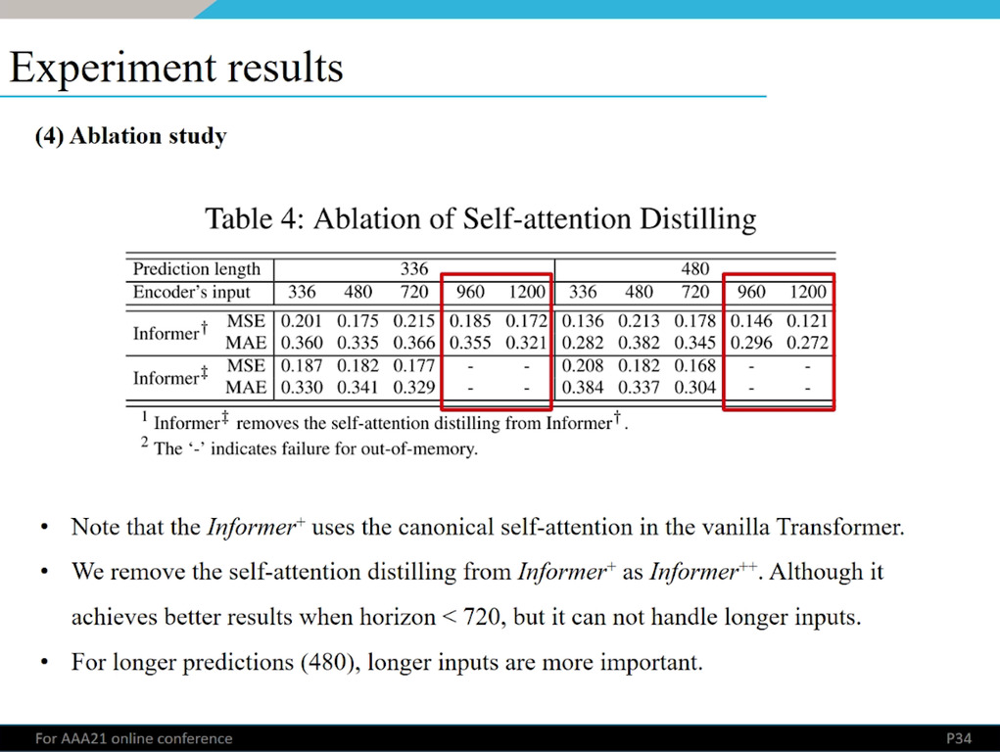 Experiment results
(4) Ablation study
Table 4: Ablation of Self-attention Distilling
Prediction length 336 480
Encoder's input 336 480 720 960 1200 336 480 720 960 1200
Informer† MSE 0.201 0.175 0.215 0.185 0.172 0.136 0.213 0.178 0.146 0.121
MAE 0.360 0.335 0.366 0.355 0.321 0.282 0.382 0.345 0.296 0.272
Informer‡ MSE 0.187 0.182 0.177 - - 0.208 0.182 0.168 - -
MAE 0.330 0.341 0.329 - - 0.384 0.337 0.304 - -
1 Informer‡ removes the self-attention distilling from Informer†.
2 The ‘-’ indicates failure for out-of-memory.
• Note that the Informer+ uses the canonical self-attention in the vanilla Transformer.
• We remove the self-attention distilling from Informer+ as Informer++. Although it
achieves better results when horizon < 720, but it can not handle longer inputs.
• For longer predictions (480), longer inputs are more important.
For AAA21 online conference P34